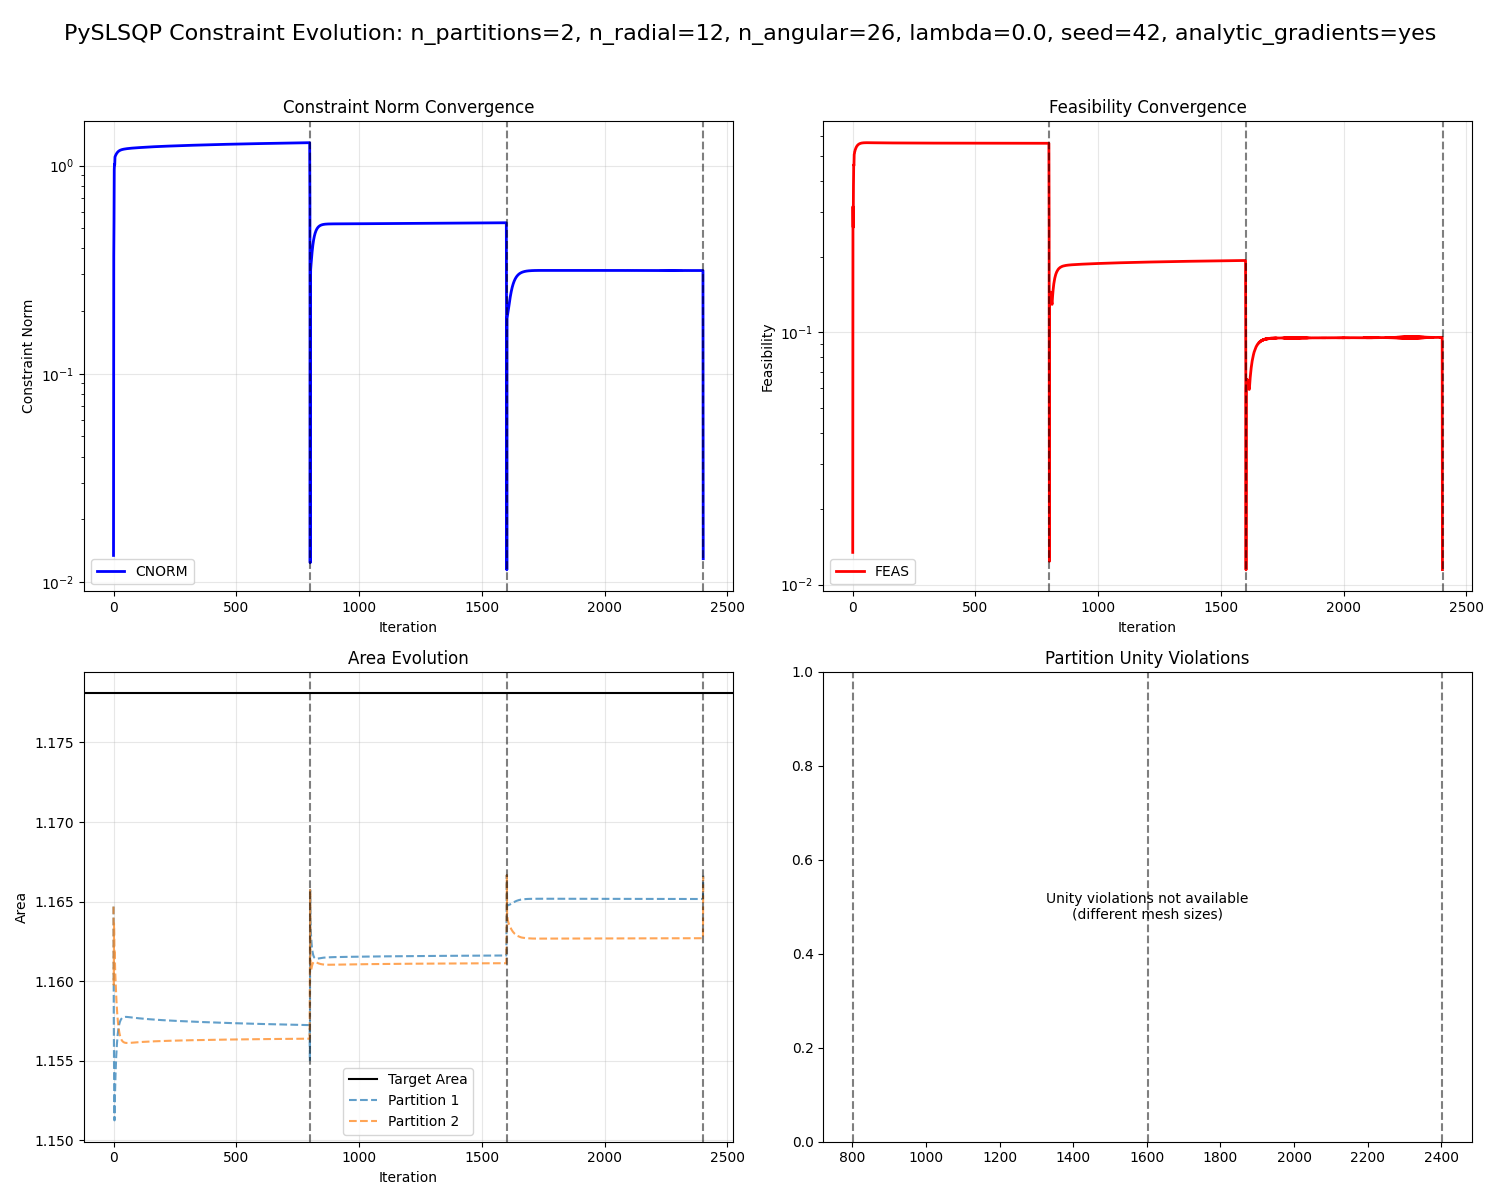 PySLSQP Constraint Evolution: n_partitions=2, n_radial=12, n_angular=26, lambda=0.0, seed=42, analytic_gradients=yes
Constraint Norm Convergence
10⁰
10⁻¹
10⁻²
Constraint Norm
CNORM
0 500 1000 1500 2000 2500
Iteration
Feasibility Convergence
10⁻¹
10⁻²
Feasibility
FEAS
0 500 1000 1500 2000 2500
Iteration
Area Evolution
1.175
1.170
1.165
1.160
1.155
1.150
Area
Target Area
Partition 1
Partition 2
0 500 1000 1500 2000 2500
Iteration
Partition Unity Violations
1.0
0.8
0.6
0.4
0.2
0.0
Unity violations not available
(different mesh sizes)
800 1000 1200 1400 1600 1800 2000 2200 2400